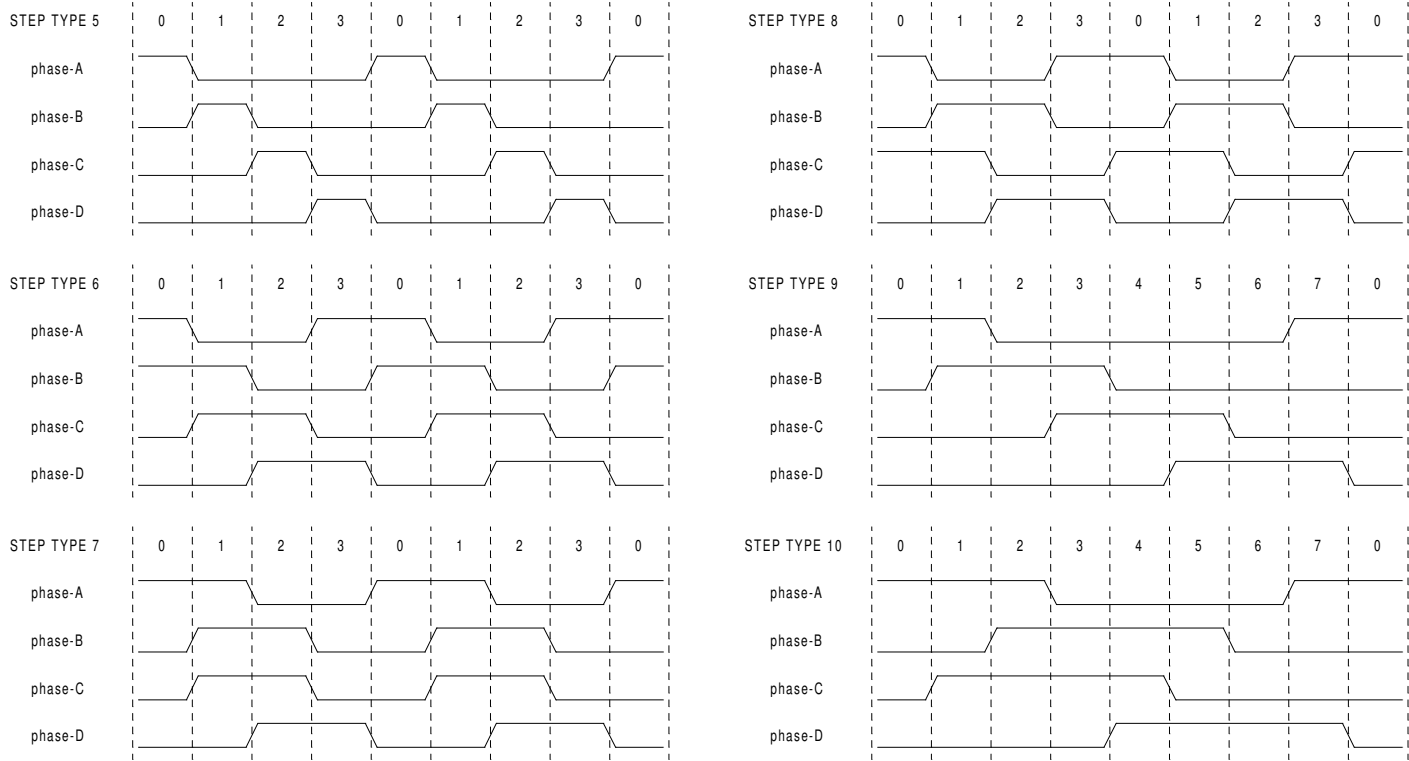 STEP TYPE 5 0 1 2 3 0 1 2 3 0
phase-A
phase-B
phase-C
phase-D
STEP TYPE 6 0 1 2 3 0 1 2 3 0
phase-A
phase-B
phase-C
phase-D
STEP TYPE 7 0 1 2 3 0 1 2 3 0
phase-A
phase-B
phase-C
phase-D
STEP TYPE 8 0 1 2 3 0 1 2 3 0
phase-A
phase-B
phase-C
phase-D
STEP TYPE 9 0 1 2 3 4 5 6 7 0
phase-A
phase-B
phase-C
phase-D
STEP TYPE 10 0 1 2 3 4 5 6 7 0
phase-A
phase-B
phase-C
phase-D